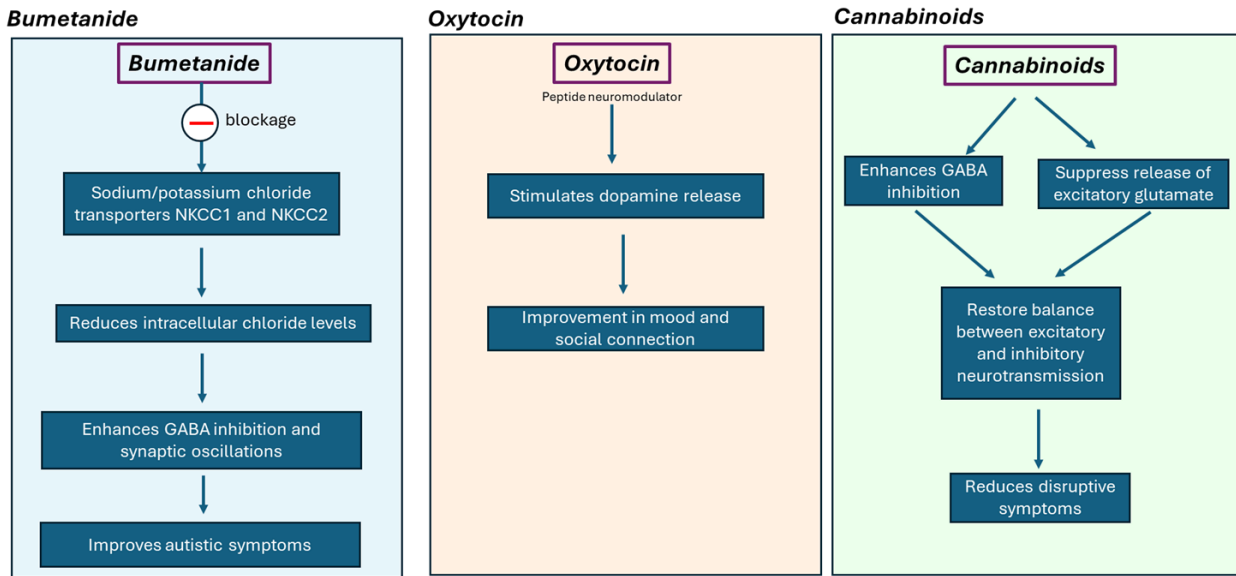 Bumetanide
Bumetanide
blockage
Sodium/potassium chloride
transporters NKCC1 and NKCC2
Reduces intracellular chloride levels
Enhances GABA inhibition and
synaptic oscillations
Improves autistic symptoms
Oxytocin
Oxytocin
Peptide neuromodulator
Stimulates dopamine release
Improvement in mood and
social connection
Cannabinoids
Cannabinoids
Enhances GABA
inhibition
Suppress release of
excitatory glutamate
Restore balance
between excitatory
and inhibitory
neurotransmission
Reduces disruptive
symptoms